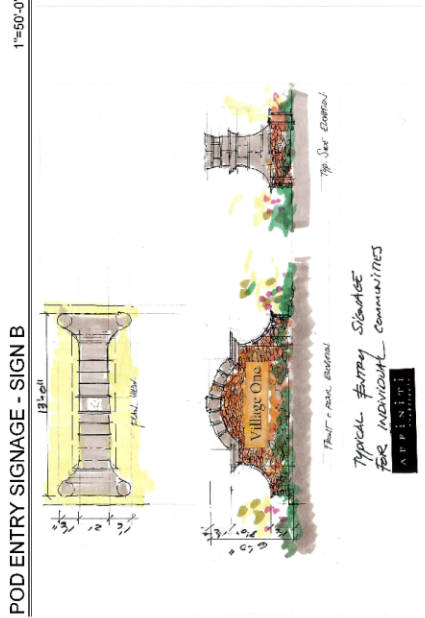 POD ENTRY SIGNAGE - SIGN B
1"=50'-0"
13'-0"
PLAN VIEW
Village One
FRONT + REAR ELEVATION
TYP. SIDE ELEVATION
TYPICAL ENTRY SIGNAGE
FOR INDIVIDUAL COMMUNITIES
AFFINITI